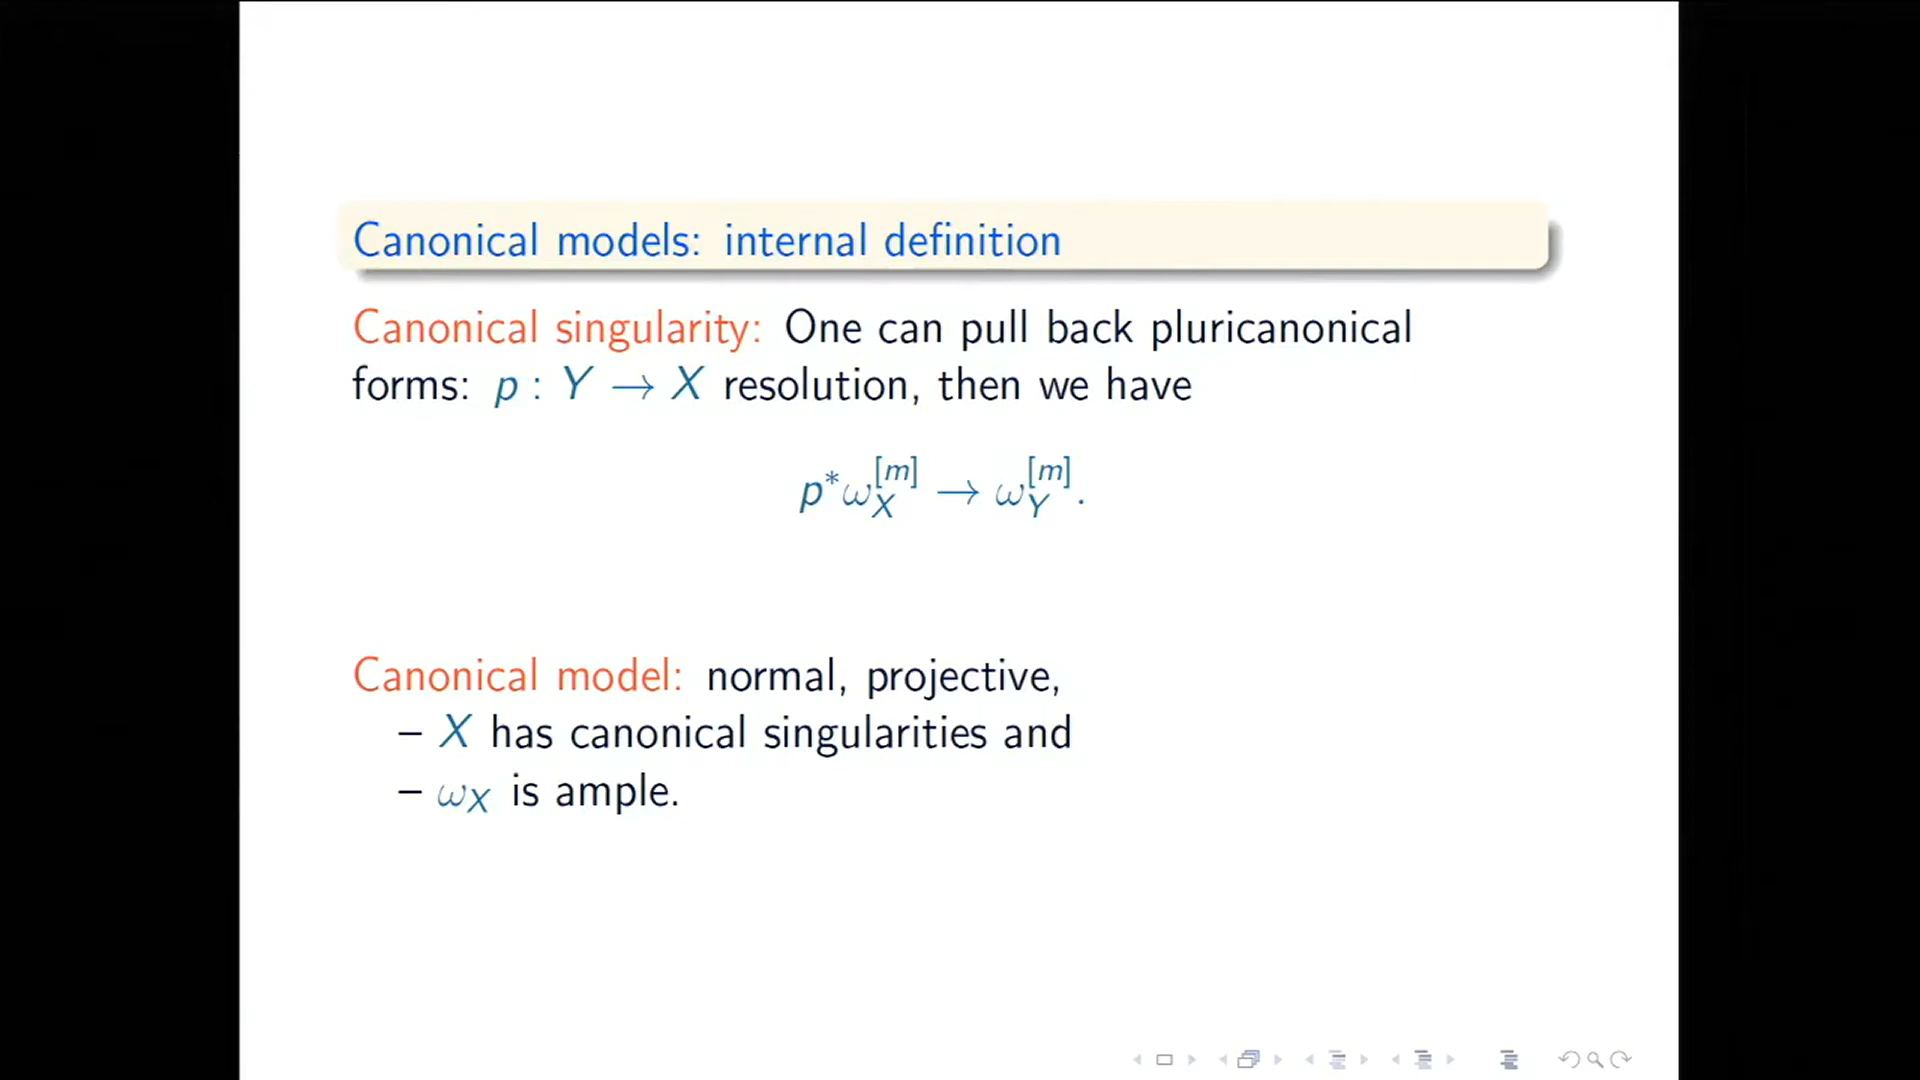 Canonical models: internal definition
Canonical singularity: One can pull back pluricanonical
forms: p : Y → X resolution, then we have
p*ω_X^{[m]} → ω_Y^{[m]}.
Canonical model: normal, projective,
– X has canonical singularities and
– ω_X is ample.